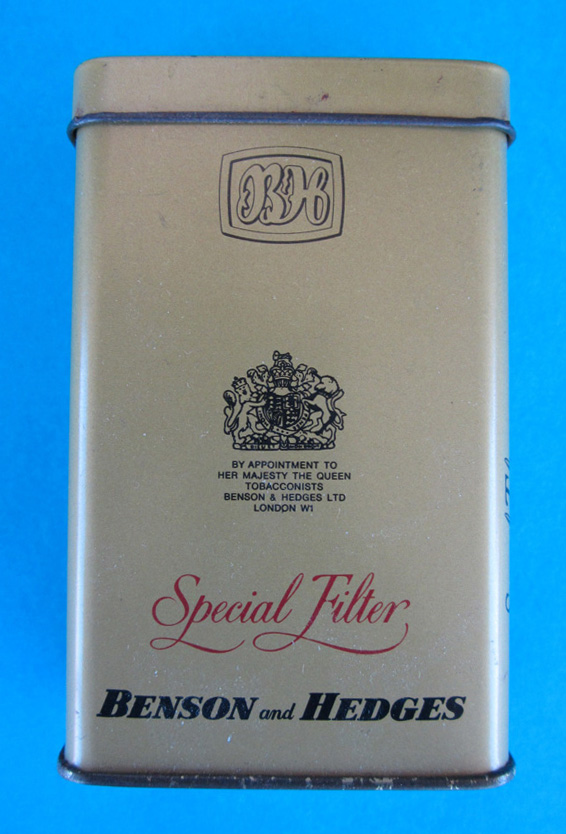 BH
BY APPOINTMENT TO
HER MAJESTY THE QUEEN
TOBACCONISTS
BENSON & HEDGES LTD
LONDON W1
Special Filter
BENSON and HEDGES